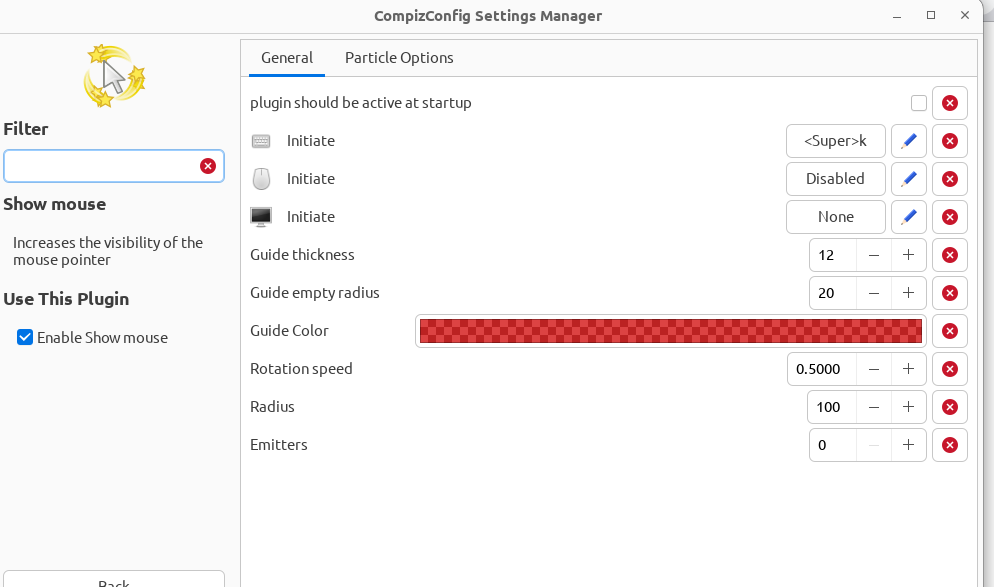 CompizConfig Settings Manager
Filter
Show mouse
Increases the visibility of the
mouse pointer
Use This Plugin
Enable Show mouse
Back
General
Particle Options
plugin should be active at startup
Initiate
<Super>k
Initiate
Disabled
Initiate
None
Guide thickness
12
Guide empty radius
20
Guide Color
Rotation speed
0.5000
Radius
100
Emitters
0